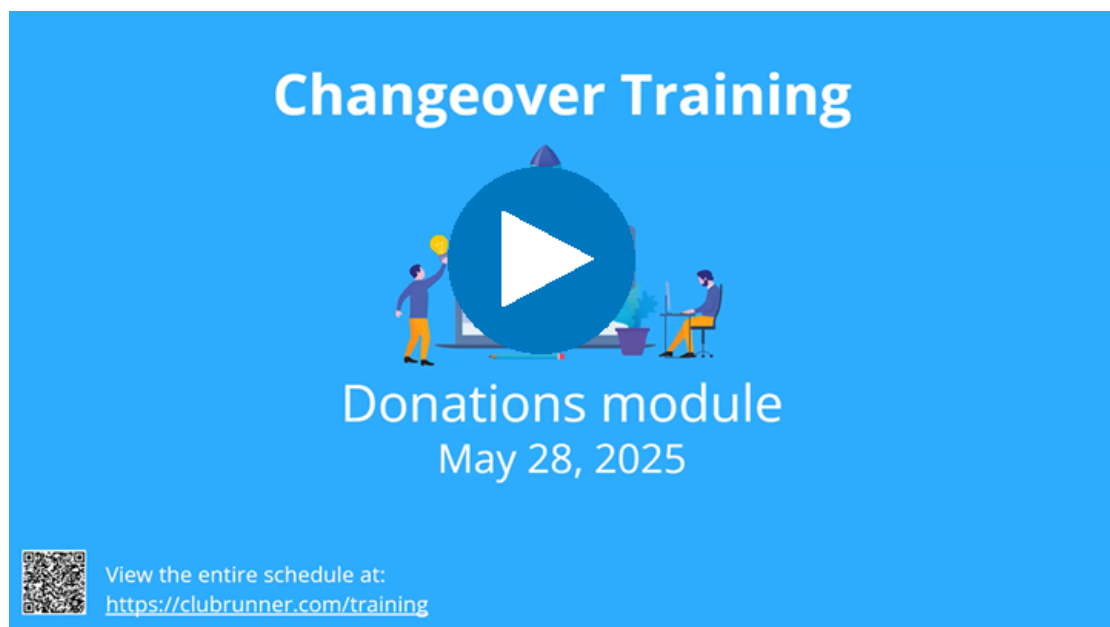 Changeover Training
Donations module
May 28, 2025
View the entire schedule at:
https://clubrunner.com/training